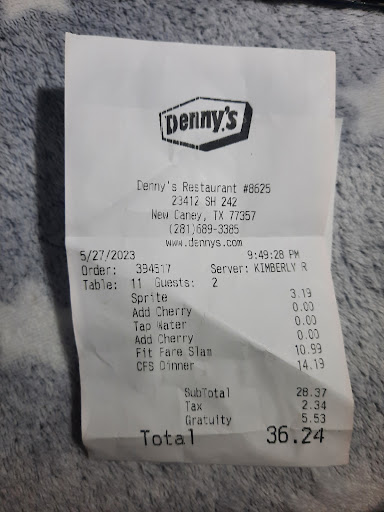 Denny's
Denny's Restaurant #8625
23412 SH 242
New Caney, TX 77357
(281)689-3385
www.dennys.com
5/27/2023 9:49:28 PM
Order: 394517 Server: KIMBERLY R
Table: 11 Guests: 2
Sprite 3.19
Add Cherry 0.00
Tap Water 0.00
Add Cherry 0.00
Fit Fare Slam 10.99
CFS Dinner 14.19
SubTotal 28.37
Tax 2.34
Gratuity 5.53
Total 36.24